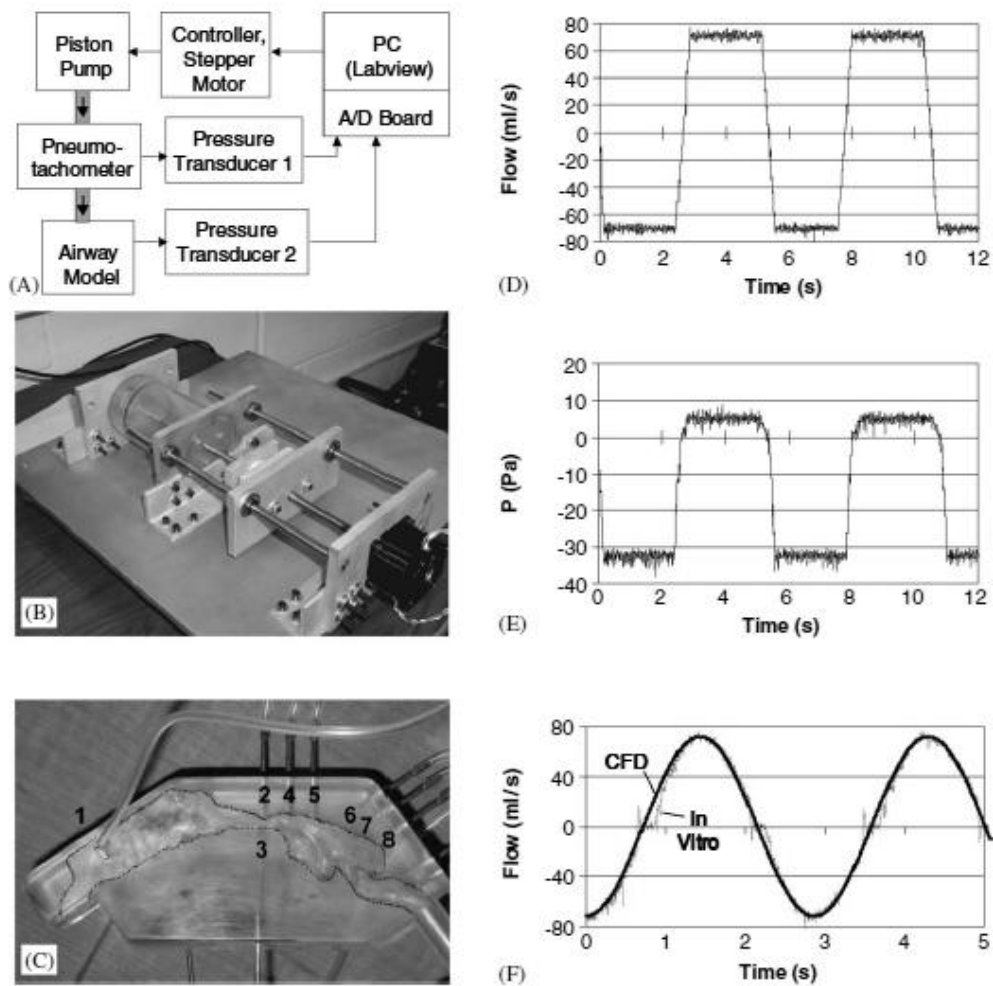 Piston
Pump
Controller,
Stepper
Motor
PC
(Labview)
A/D Board
Pneumo-
tachometer
Pressure
Transducer 1
Airway
Model
Pressure
Transducer 2
(A)
(B)
1
2
4
5
6
7
8
3
(C)
80
60
40
20
0
-20
-40
-60
-80
Flow (ml/s)
0 2 4 6 8 10 12
Time (s)
(D)
20
10
0
-10
-20
-30
-40
P (Pa)
0 2 4 6 8 10 12
Time (s)
(E)
80
40
0
-40
-80
Flow (ml/s)
CFD
In
Vitro
0 1 2 3 4 5
Time (s)
(F)